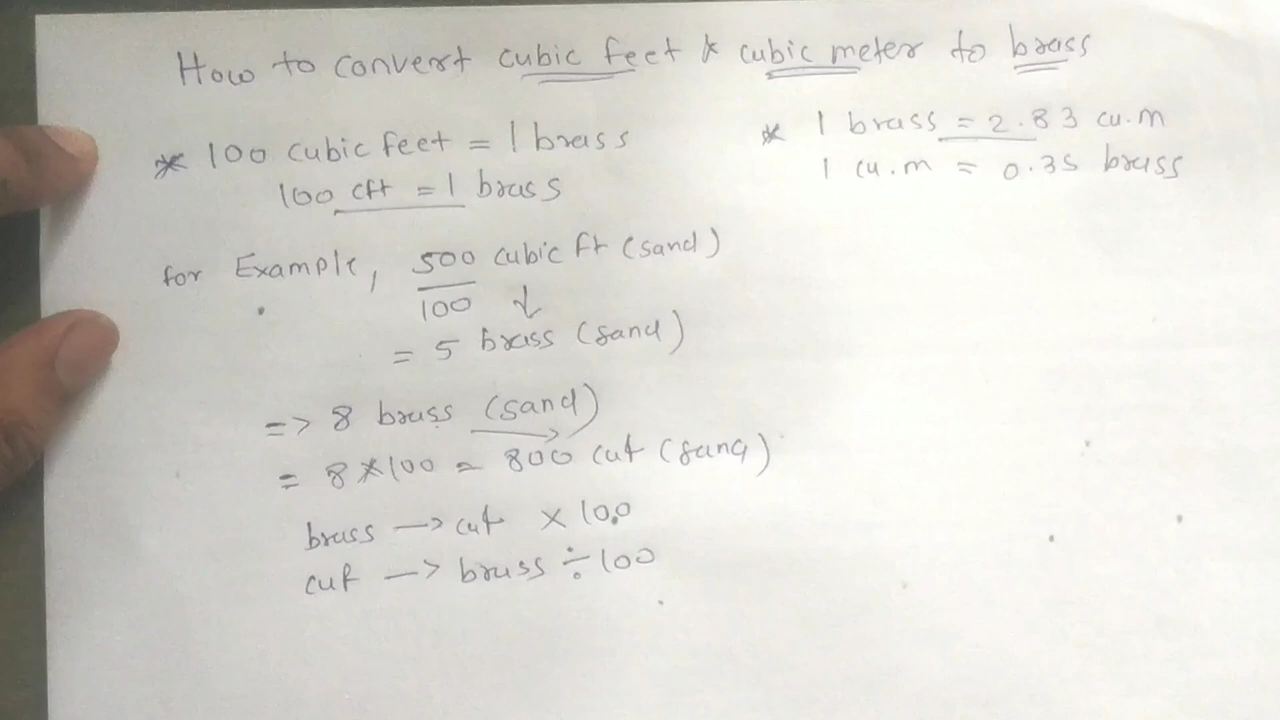 How to convert cubic feet & cubic meter to brass
* 100 cubic feet = 1 brass
100 cft = 1 brass
* 1 brass = 2.83 cu.m
1 cu.m = 0.35 brass
for Example, 500 cubic ft (sand)
100 ↓
= 5 brass (sand)
=> 8 brass (sand)
= 8*100 = 800 cuf (sand)
brass —> cuf × 100
cuf —> brass ÷ 100